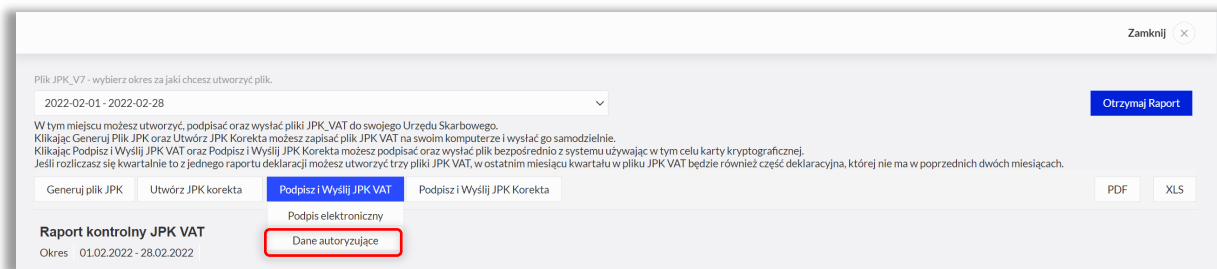 Zamknij
Plik JPK_V7 - wybierz okres za jaki chcesz utworzyć plik.
2022-02-01 - 2022-02-28
Otrzymaj Raport
W tym miejscu możesz utworzyć, podpisać oraz wysłać pliki JPK_VAT do swojego Urzędu Skarbowego.
Klikając Generuj Plik JPK oraz Utwórz JPK Korekta możesz zapisać plik JPK VAT na swoim komputerze i wysłać go samodzielnie.
Klikając Podpisz i Wyślij JPK VAT oraz Podpisz i Wyślij JPK Korekta możesz podpisać oraz wysłać plik bezpośrednio z systemu używając w tym celu karty kryptograficznej.
Jeśli rozliczasz się kwartalnie to z jednego raportu deklaracji możesz utworzyć trzy pliki JPK VAT, w ostatnim miesiącu kwartału w pliku JPK VAT będzie również część deklaracyjna, której nie ma w poprzednich dwóch miesiącach.
Generuj plik JPK Utwórz JPK korekta Podpisz i Wyślij JPK VAT Podpisz i Wyślij JPK Korekta PDF XLS
Podpis elektroniczny
Dane autoryzujące
Raport kontrolny JPK VAT
Okres 01.02.2022 - 28.02.2022